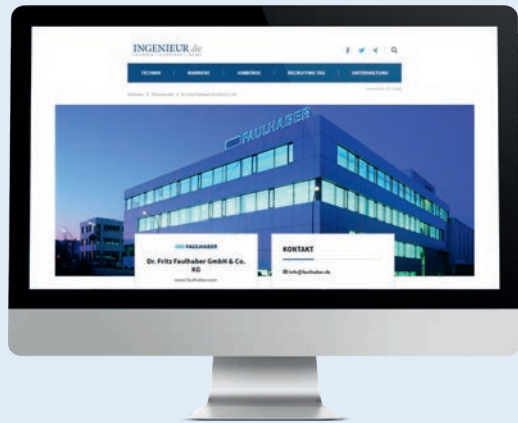 INGENIEUR.de
TECHNIK KARRIERE JOBBÖRSE RECRUITING TAG UNTERHALTUNG
FAULHABER
FAULHABER
KONTAKT
Dr. Fritz Faulhaber GmbH & Co.
KG
info@faulhaber.de
www.faulhaber.com